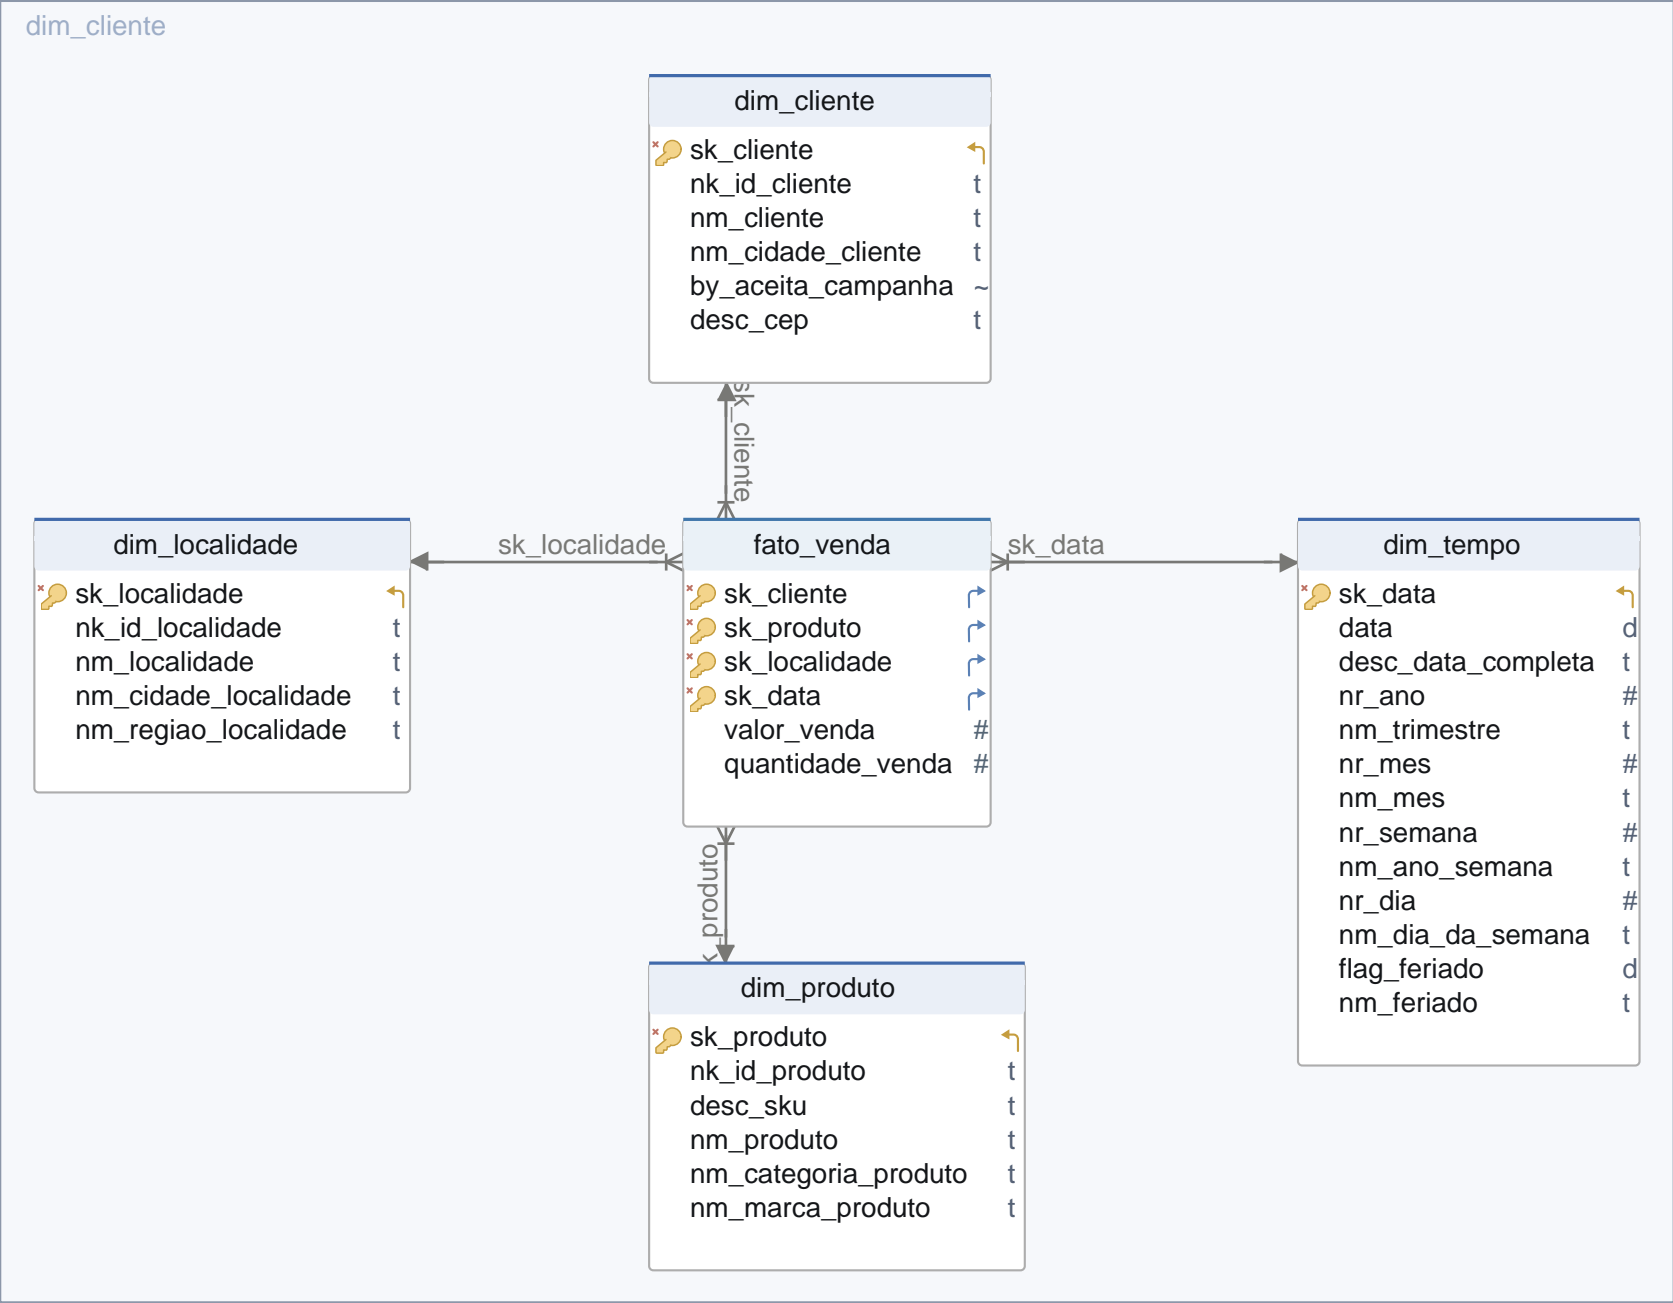 dim_cliente
dim_cliente
sk_cliente
nk_id_cliente t
nm_cliente t
nm_cidade_cliente t
by_aceita_campanha ~
desc_cep t
sk_cliente
dim_localidade
sk_localidade
nk_id_localidade t
nm_localidade t
nm_cidade_localidade t
nm_regiao_localidade t
sk_localidade
fato_venda
sk_cliente
sk_produto
sk_localidade
sk_data
valor_venda #
quantidade_venda #
sk_data
dim_tempo
sk_data
data d
desc_data_completa t
nr_ano #
nm_trimestre t
nr_mes #
nm_mes t
nr_semana #
nm_ano_semana t
nr_dia #
nm_dia_da_semana t
flag_feriado d
nm_feriado t
k_produto
dim_produto
sk_produto
nk_id_produto t
desc_sku t
nm_produto t
nm_categoria_produto t
nm_marca_produto t